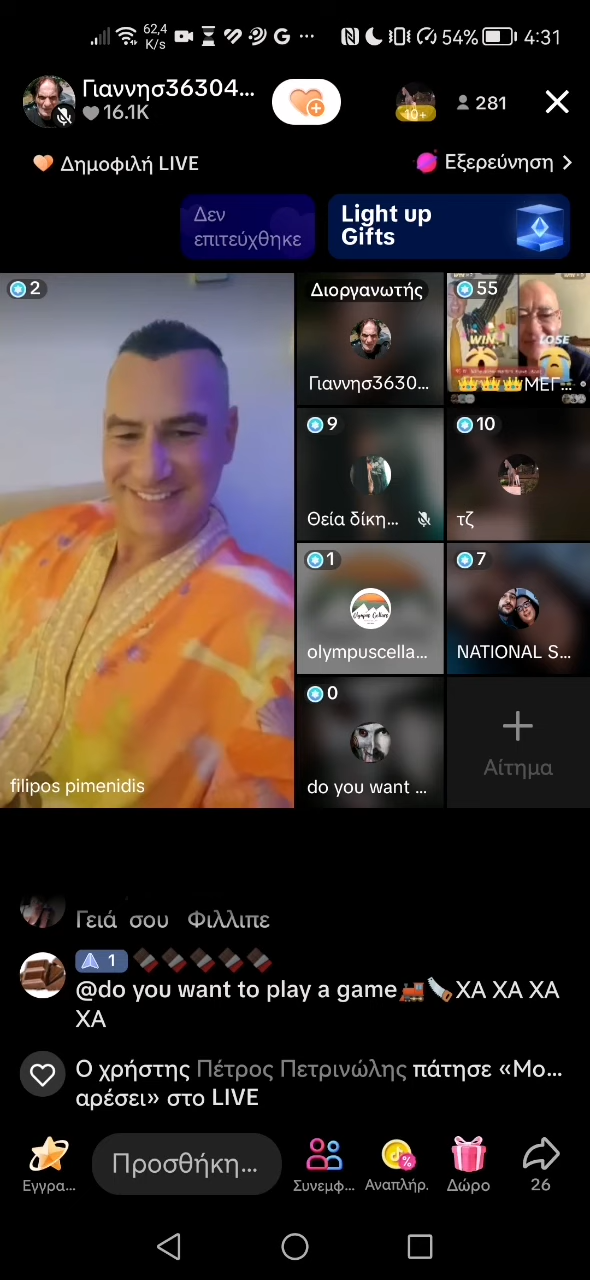 62,4
K/s
54%
4:31
Γιαννησ36304...
16.1K
10+
281
Δημοφιλή LIVE
Εξερεύνηση
Δεν
επιτεύχθηκε
Light up
Gifts
2
Διοργανωτής
Γιαννησ3630...
55
WIN
LOSE
ΜΕΓ...
9
Θεία δίκη...
10
τζ
1
olympuscella...
7
NATIONAL S...
0
do you want ...
Αίτημα
filipos pimenidis
Γειά σου Φιλλιπε
1
@do you want to play a game ΧΑ ΧΑ ΧΑ
ΧΑ
Ο χρήστης Πέτρος Πετρινώλης πάτησε «Μο...
αρέσει» στο LIVE
Εγγρα...
Προσθήκη...
Συνεμφ...
Αναπλήρ.
Δώρο
26